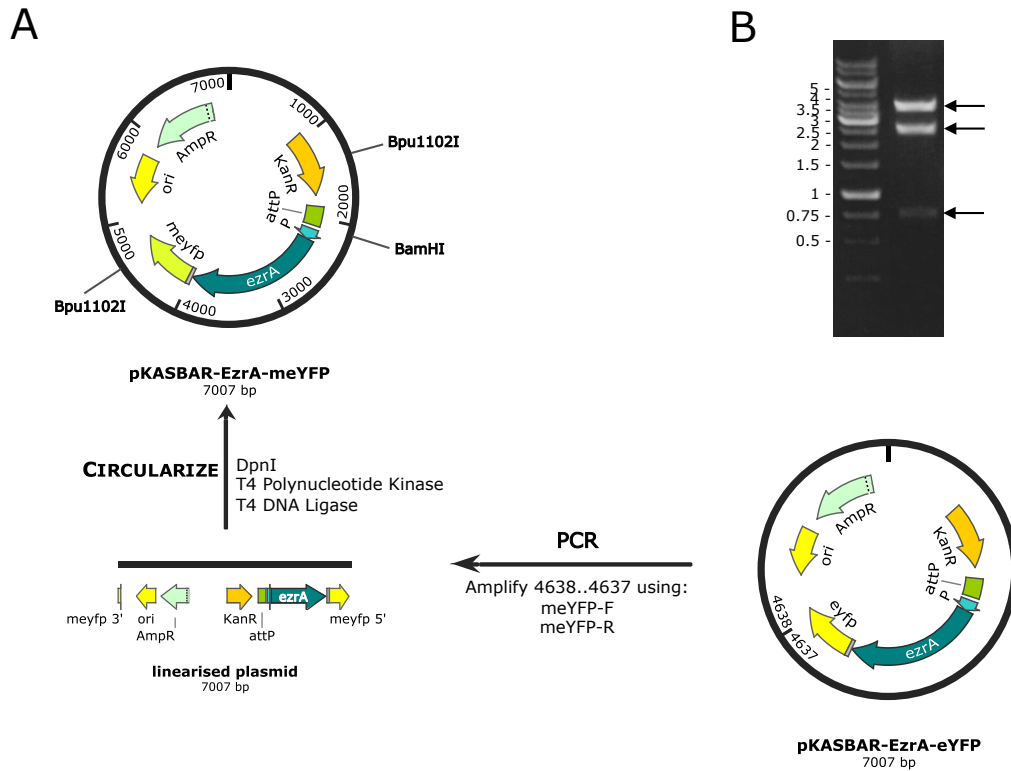 A
B
7000
1000
2000
3000
4000
5000
6000
AmpR
ori
KanR
attP
P
meyfp
ezrA
Bpu1102I
BamHI
Bpu1102I
pKASBAR-EzrA-meYFP
7007 bp
5 -
4 -
3.5 -
3 -
2.5 -
2 -
1.5 -
1 -
0.75 -
0.5 -
CIRCULARIZE
DpnI
T4 Polynucleotide Kinase
T4 DNA Ligase
PCR
Amplify 4638..4637 using:
meYFP-F
meYFP-R
ezrA
meyfp 3'
ori
AmpR
KanR
attP
meyfp 5'
linearised plasmid
7007 bp
AmpR
ori
KanR
attP
P
eyfp
ezrA
4638
4637
pKASBAR-EzrA-eYFP
7007 bp